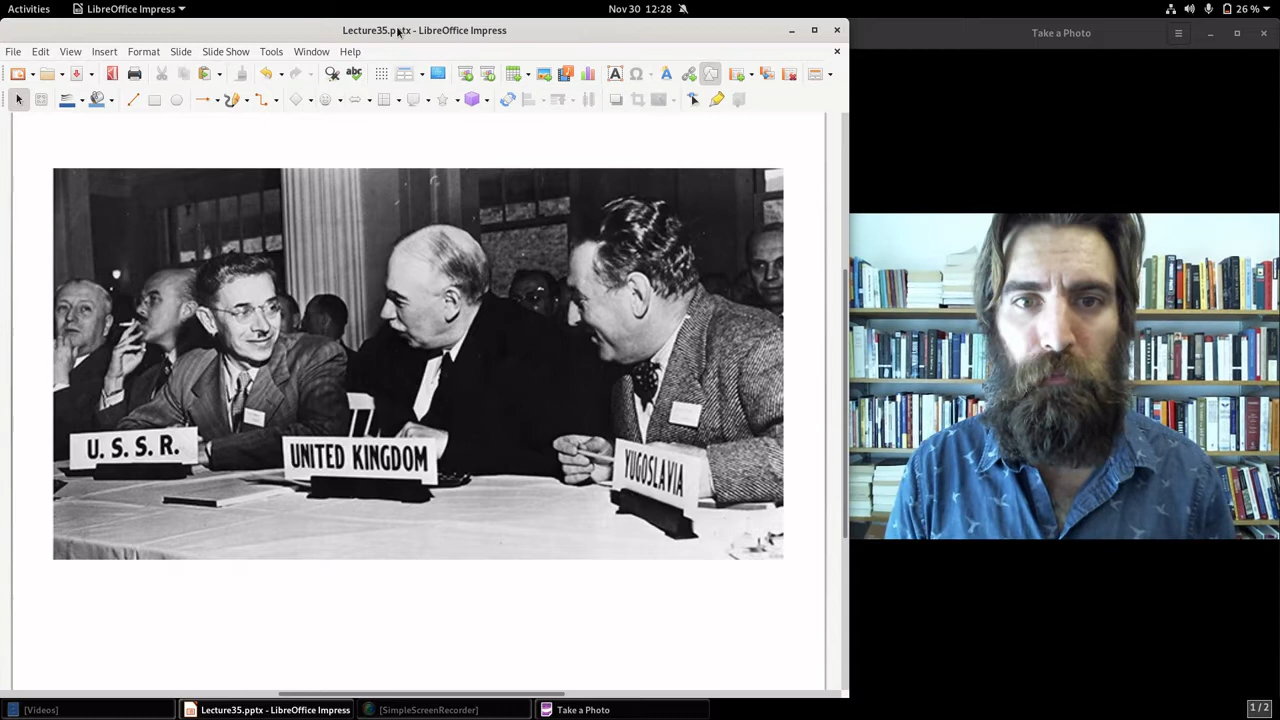 Activities
LibreOffice Impress
Nov 30 12:28
26 %
Lecture35.pptx - LibreOffice Impress
Take a Photo
File Edit View Insert Format Slide Slide Show Tools Window Help
U. S. S. R.
UNITED KINGDOM
YUGOSLAVIA
[Videos]
Lecture35.pptx - LibreOffice Impress
[SimpleScreenRecorder]
Take a Photo
1 / 2